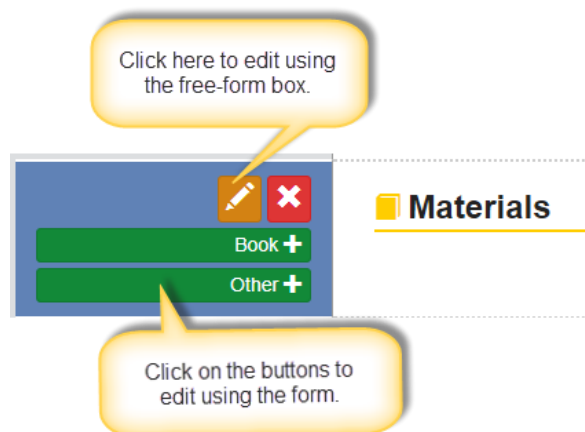 Click here to edit using
the free-form box.
Materials
Book
Other
Click on the buttons to
edit using the form.